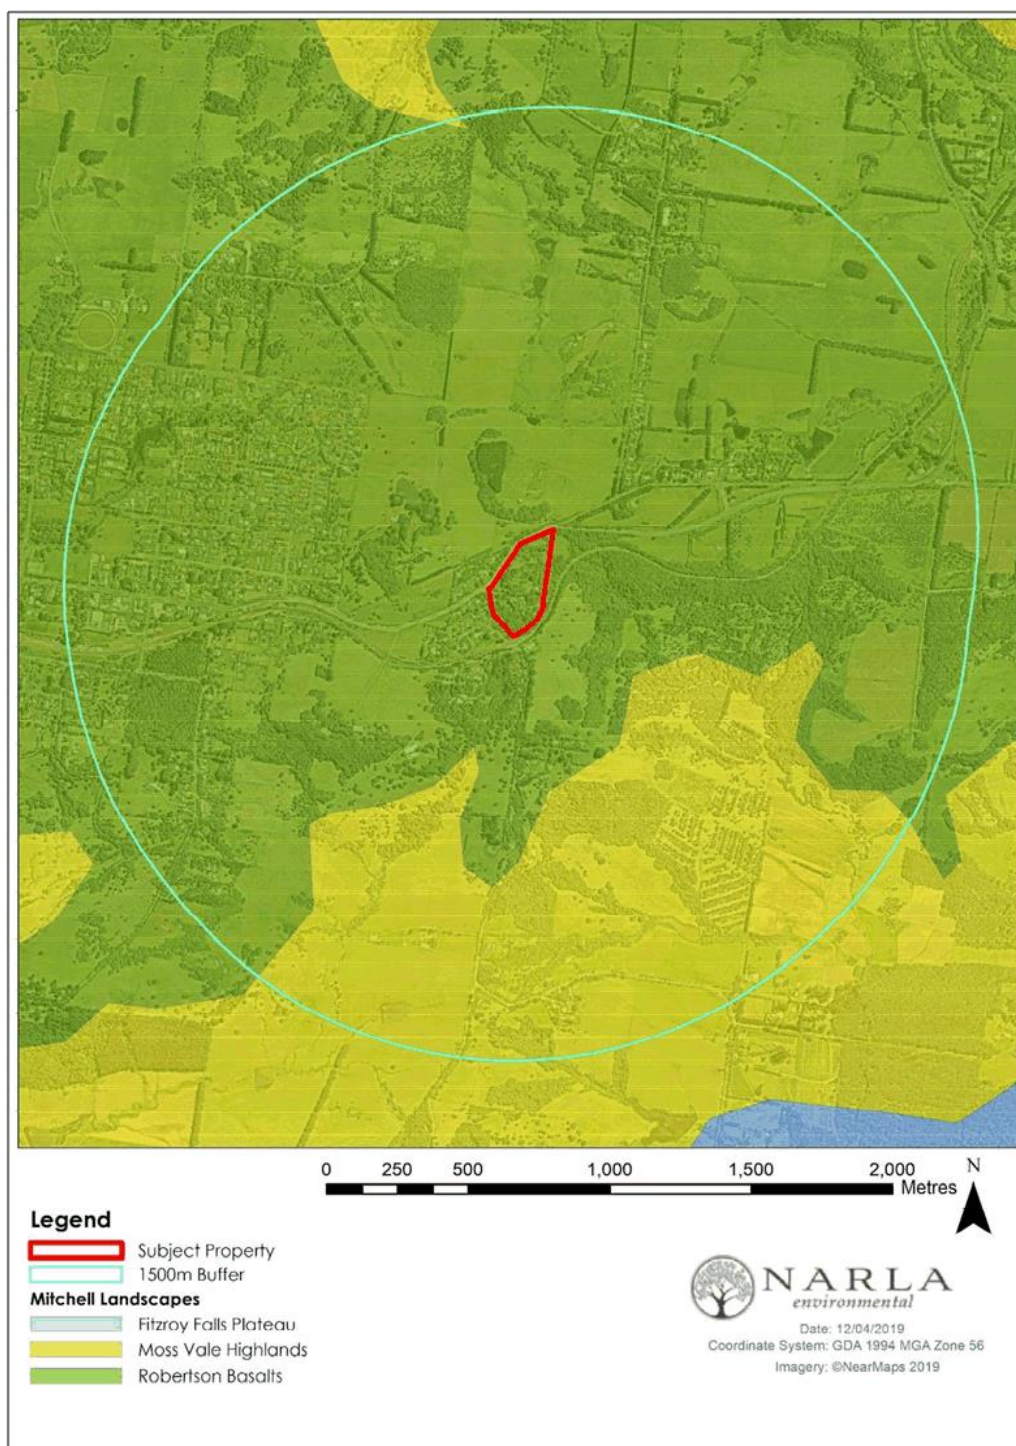 0 250 500 1,000 1,500 2,000
Metres
N
Legend
Subject Property
1500m Buffer
Mitchell Landscapes
Fitzroy Falls Plateau
Moss Vale Highlands
Robertson Basalts
NARLA
environmental
Date: 12/04/2019
Coordinate System: GDA 1994 MGA Zone 56
Imagery: ©NearMaps 2019